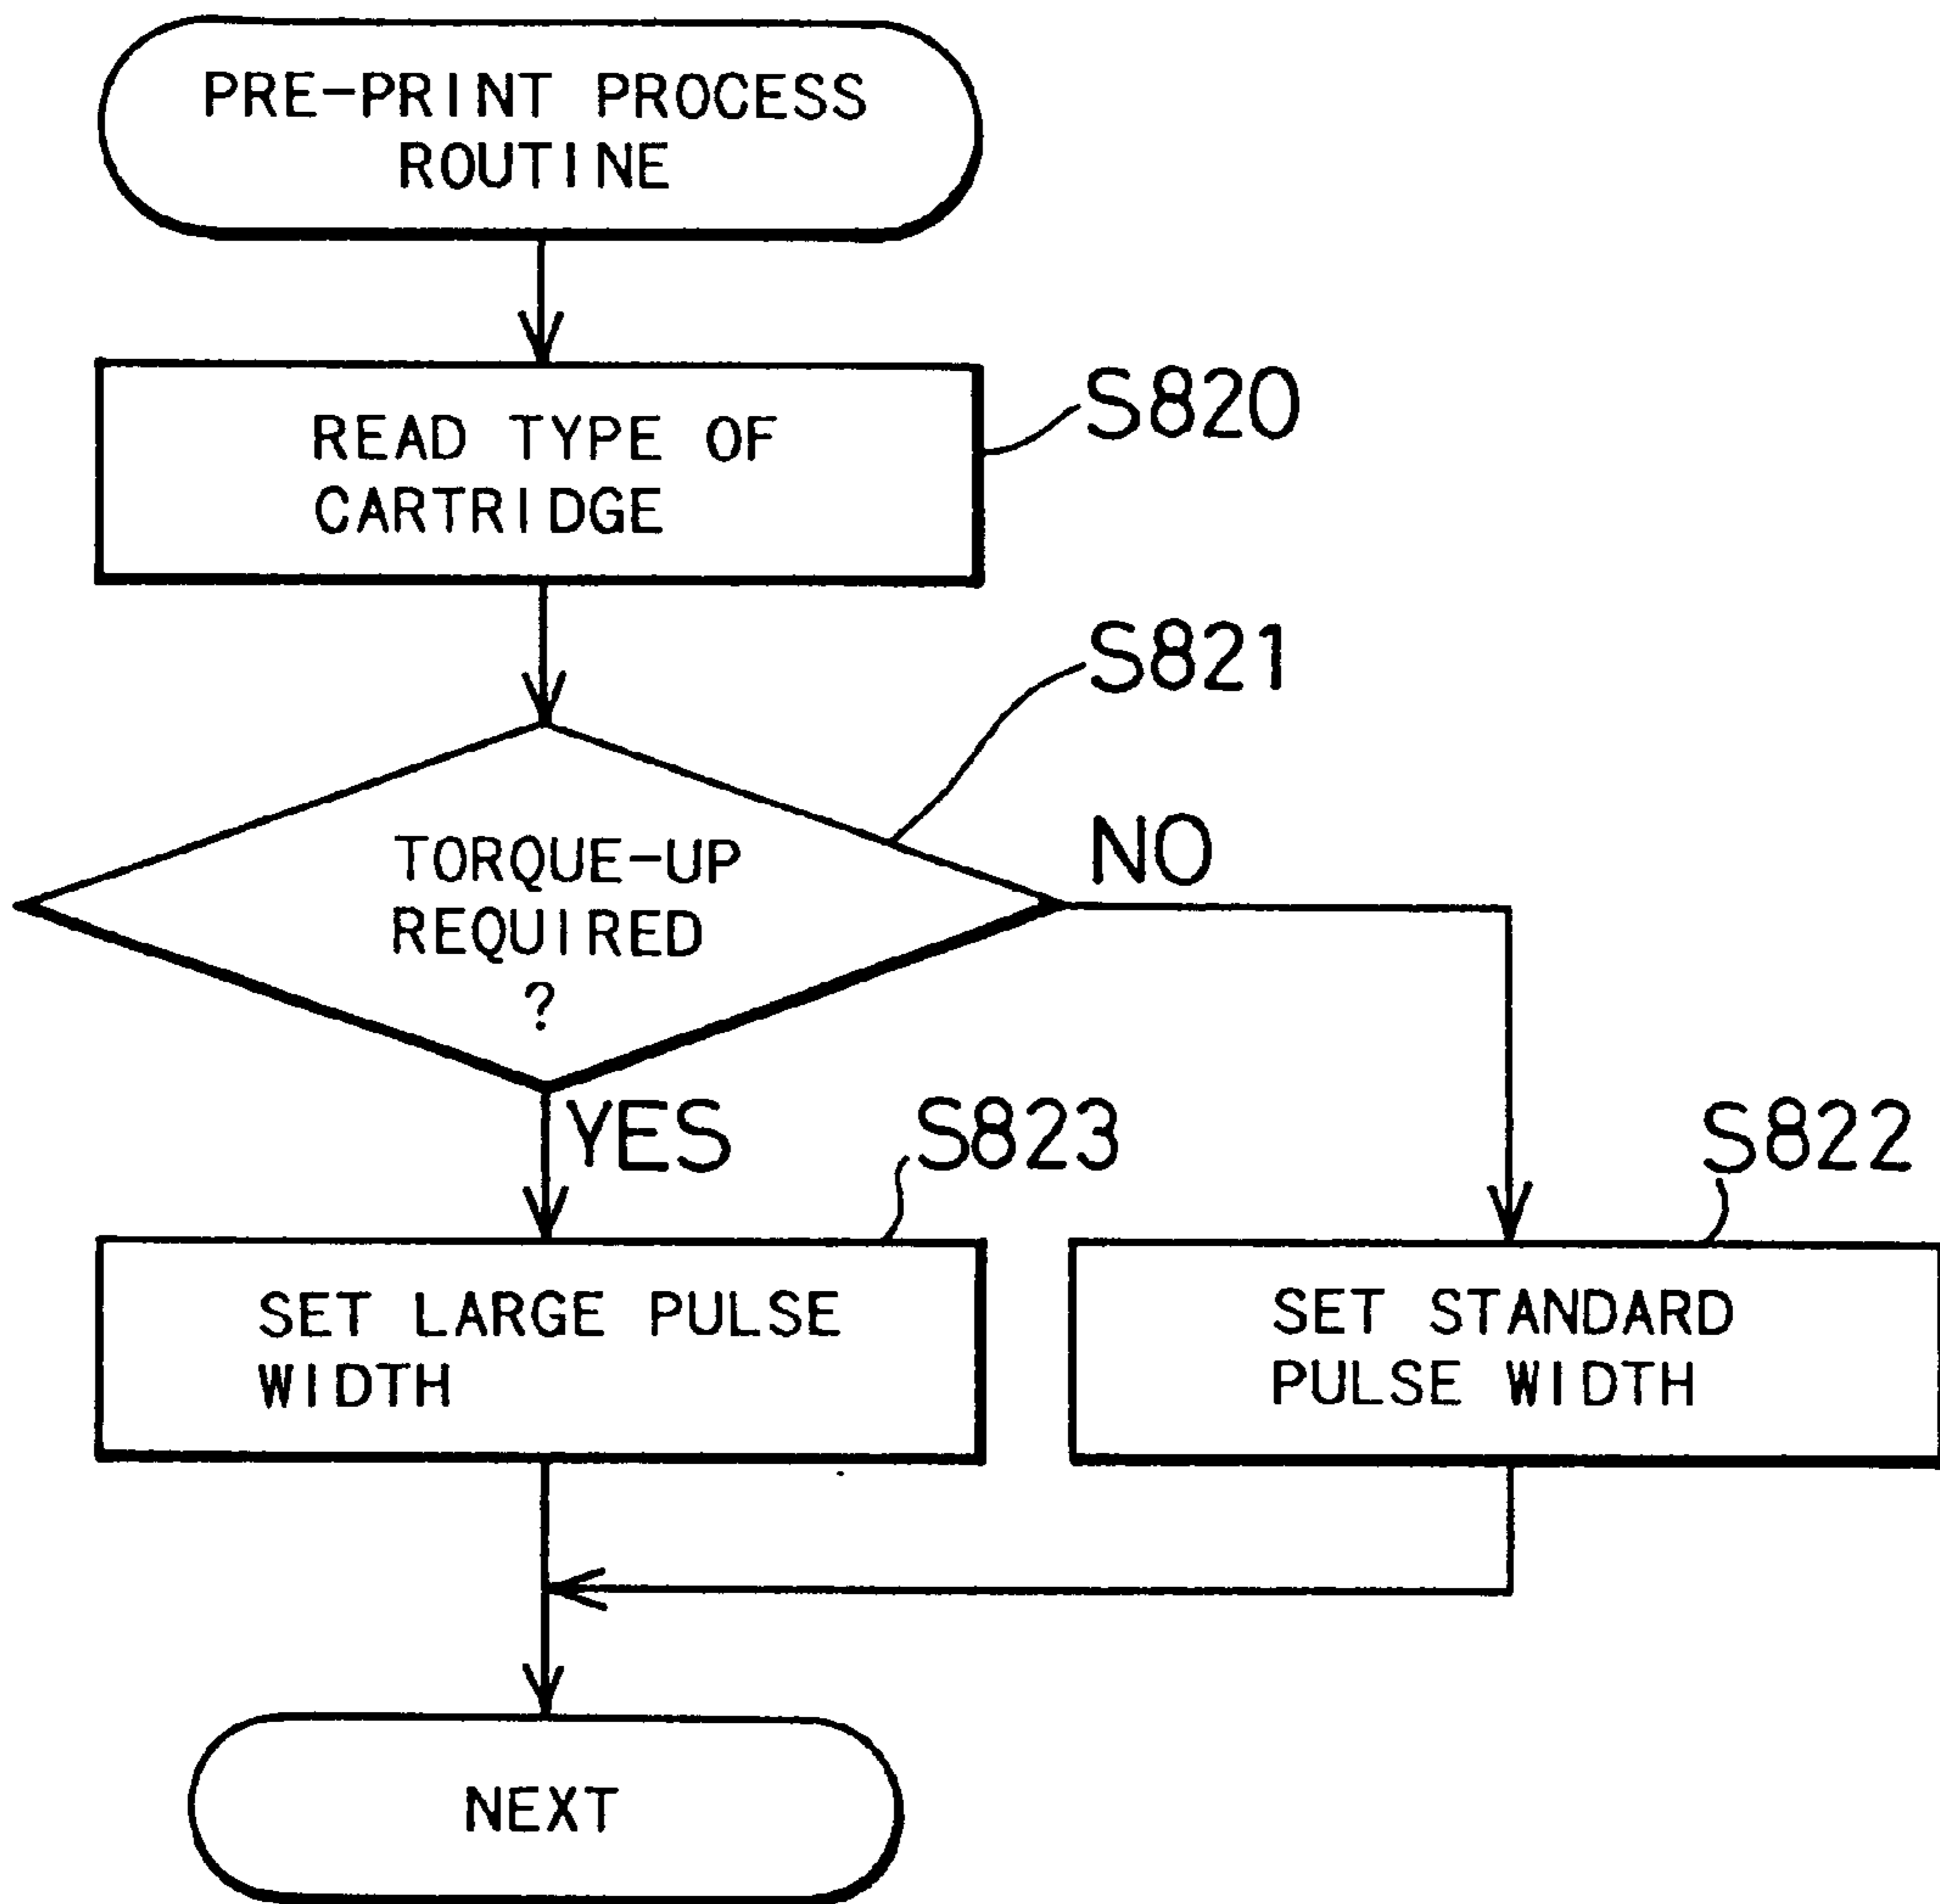 PRE-PRINT PROCESS
ROUTINE
READ TYPE OF
CARTRIDGE
S820
S821
TORQUE-UP
REQUIRED
?
NO
YES
S823
S822
SET LARGE PULSE
WIDTH
SET STANDARD
PULSE WIDTH
NEXT